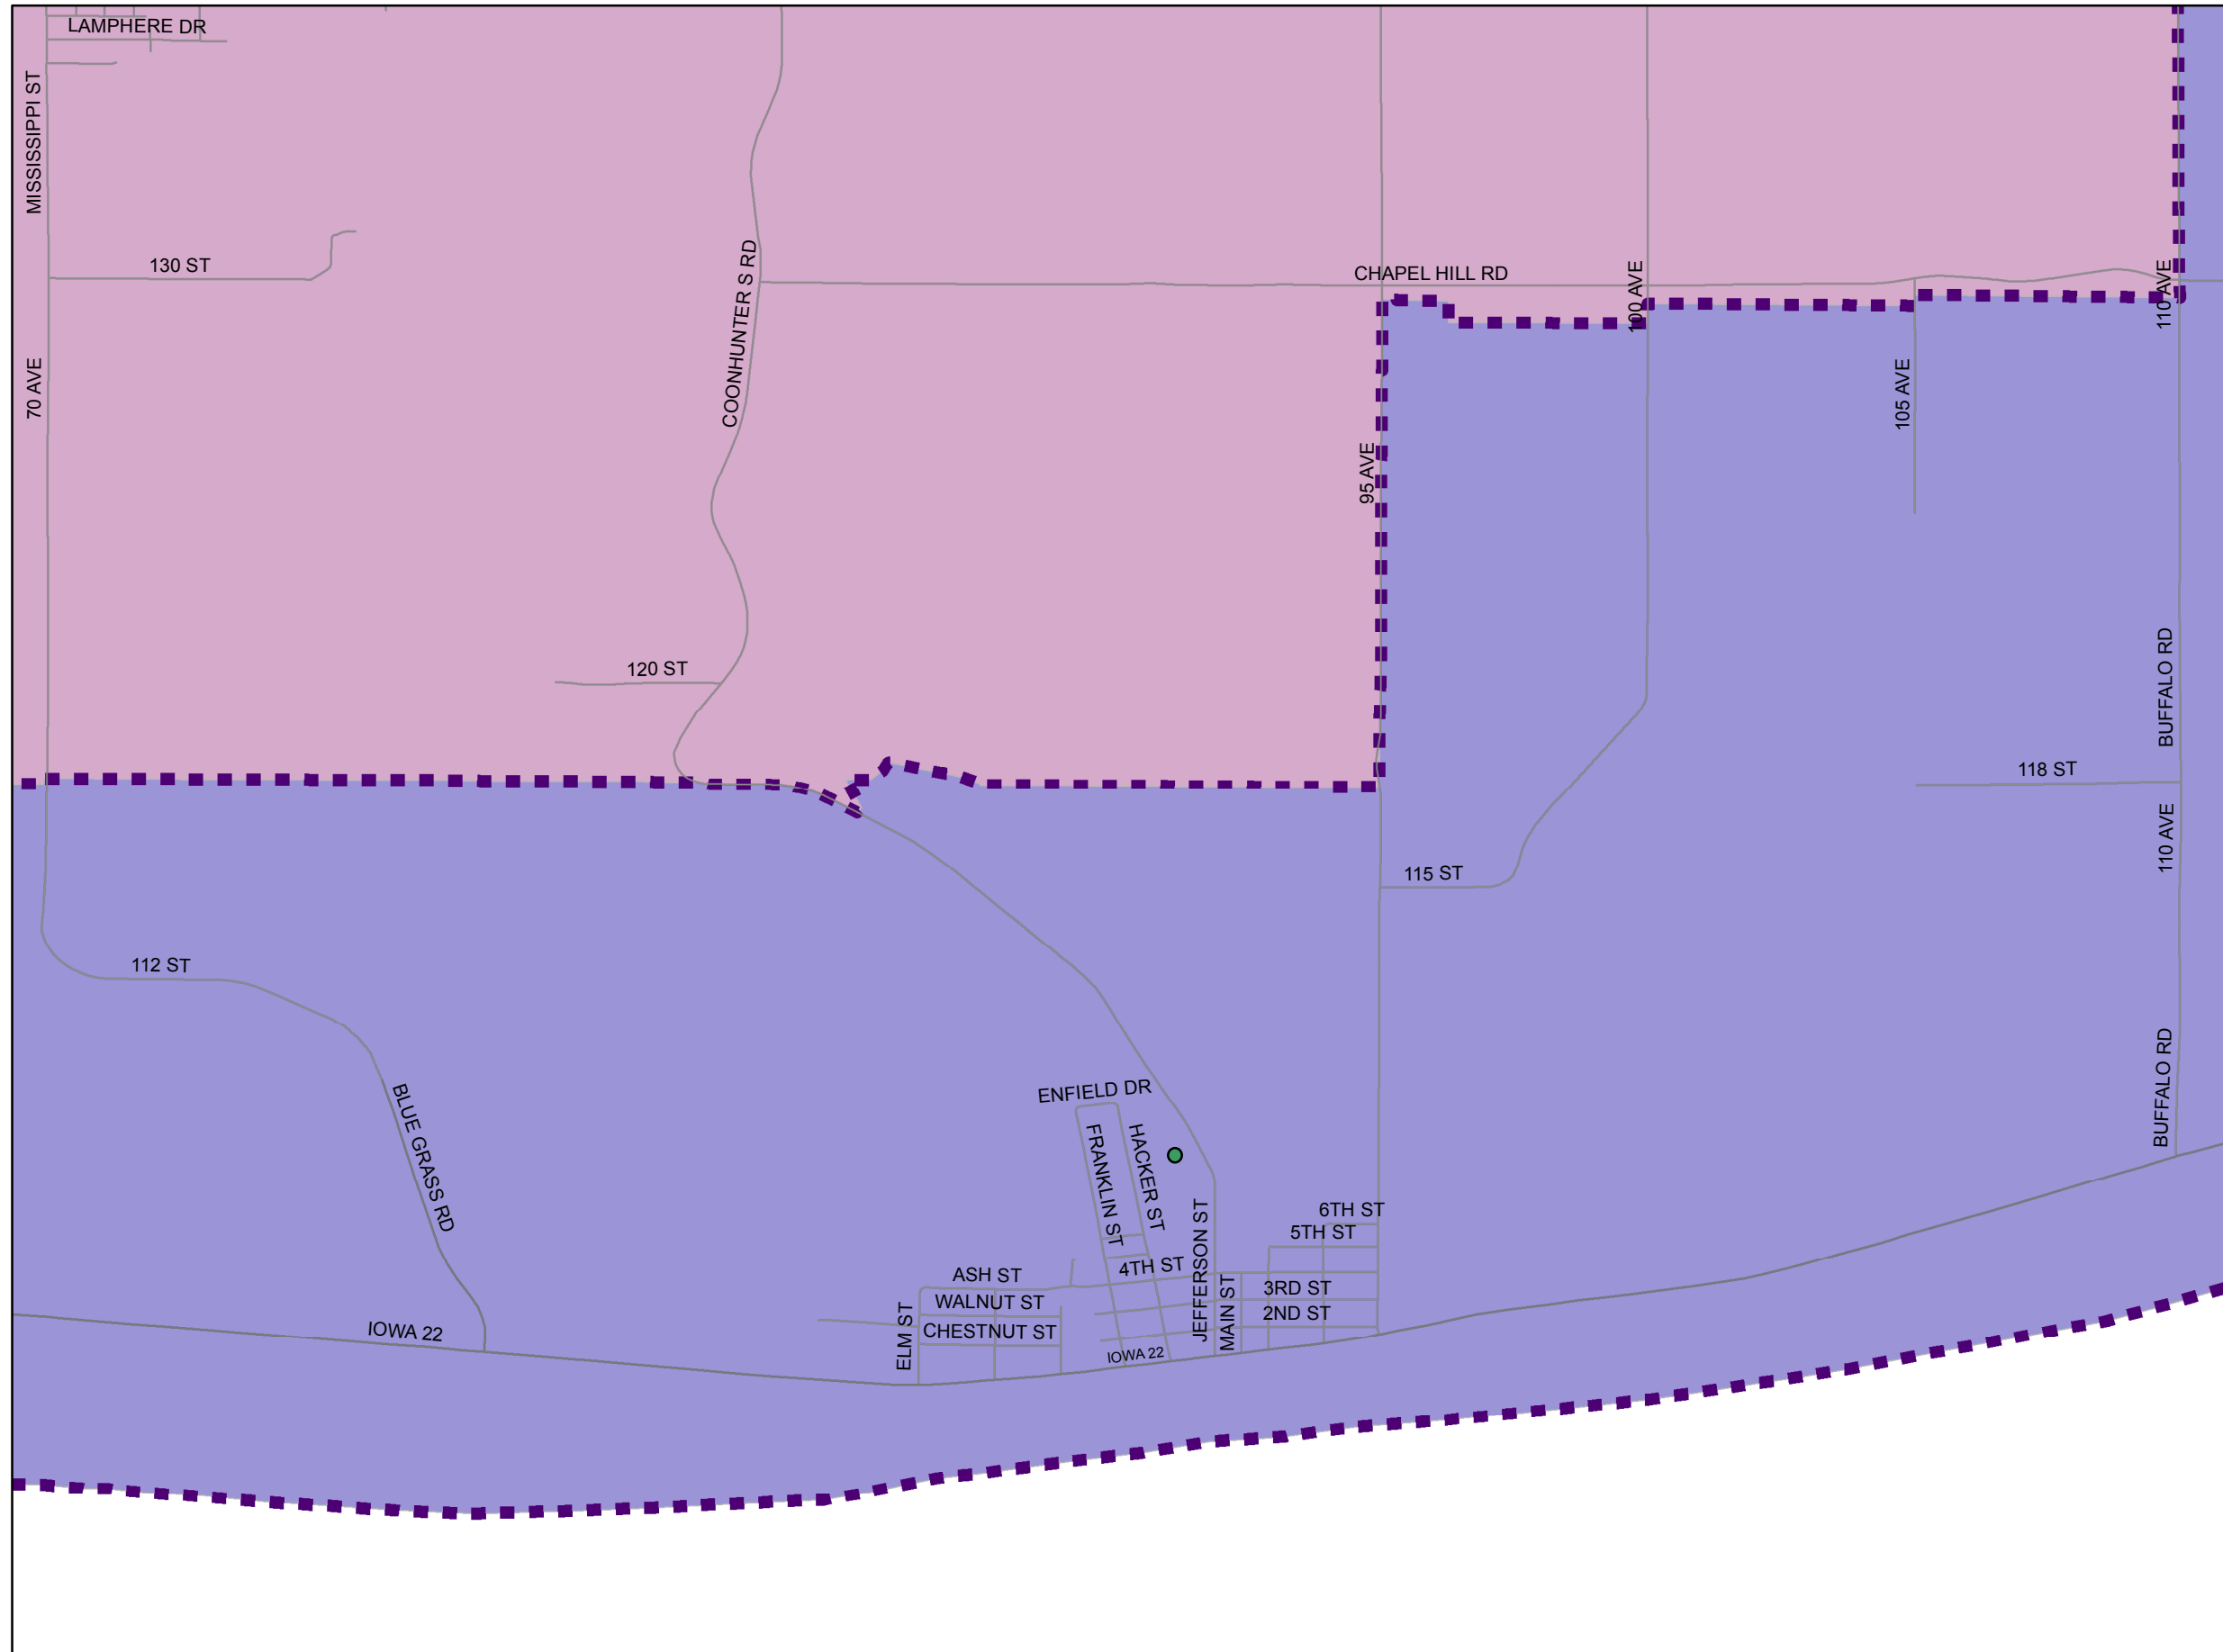 LAMPHERE DR
MISSISSIPPI ST
130 ST
COONHUNTER S RD
CHAPEL HILL RD
100 AVE
110 AVE
70 AVE
105 AVE
95 AVE
120 ST
BUFFALO RD
118 ST
110 AVE
115 ST
112 ST
BUFFALO RD
BLUE GRASS RD
ENFIELD DR
FRANKLIN ST
HACKER ST
JEFFERSON ST
6TH ST
5TH ST
4TH ST
ASH ST
3RD ST
WALNUT ST
2ND ST
MAIN ST
ELM ST
CHESTNUT ST
IOWA 22
IOWA 22